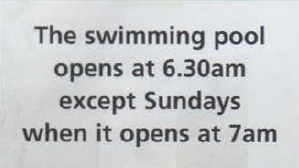 The swimming pool
opens at 6.30am
except Sundays
when it opens at 7am